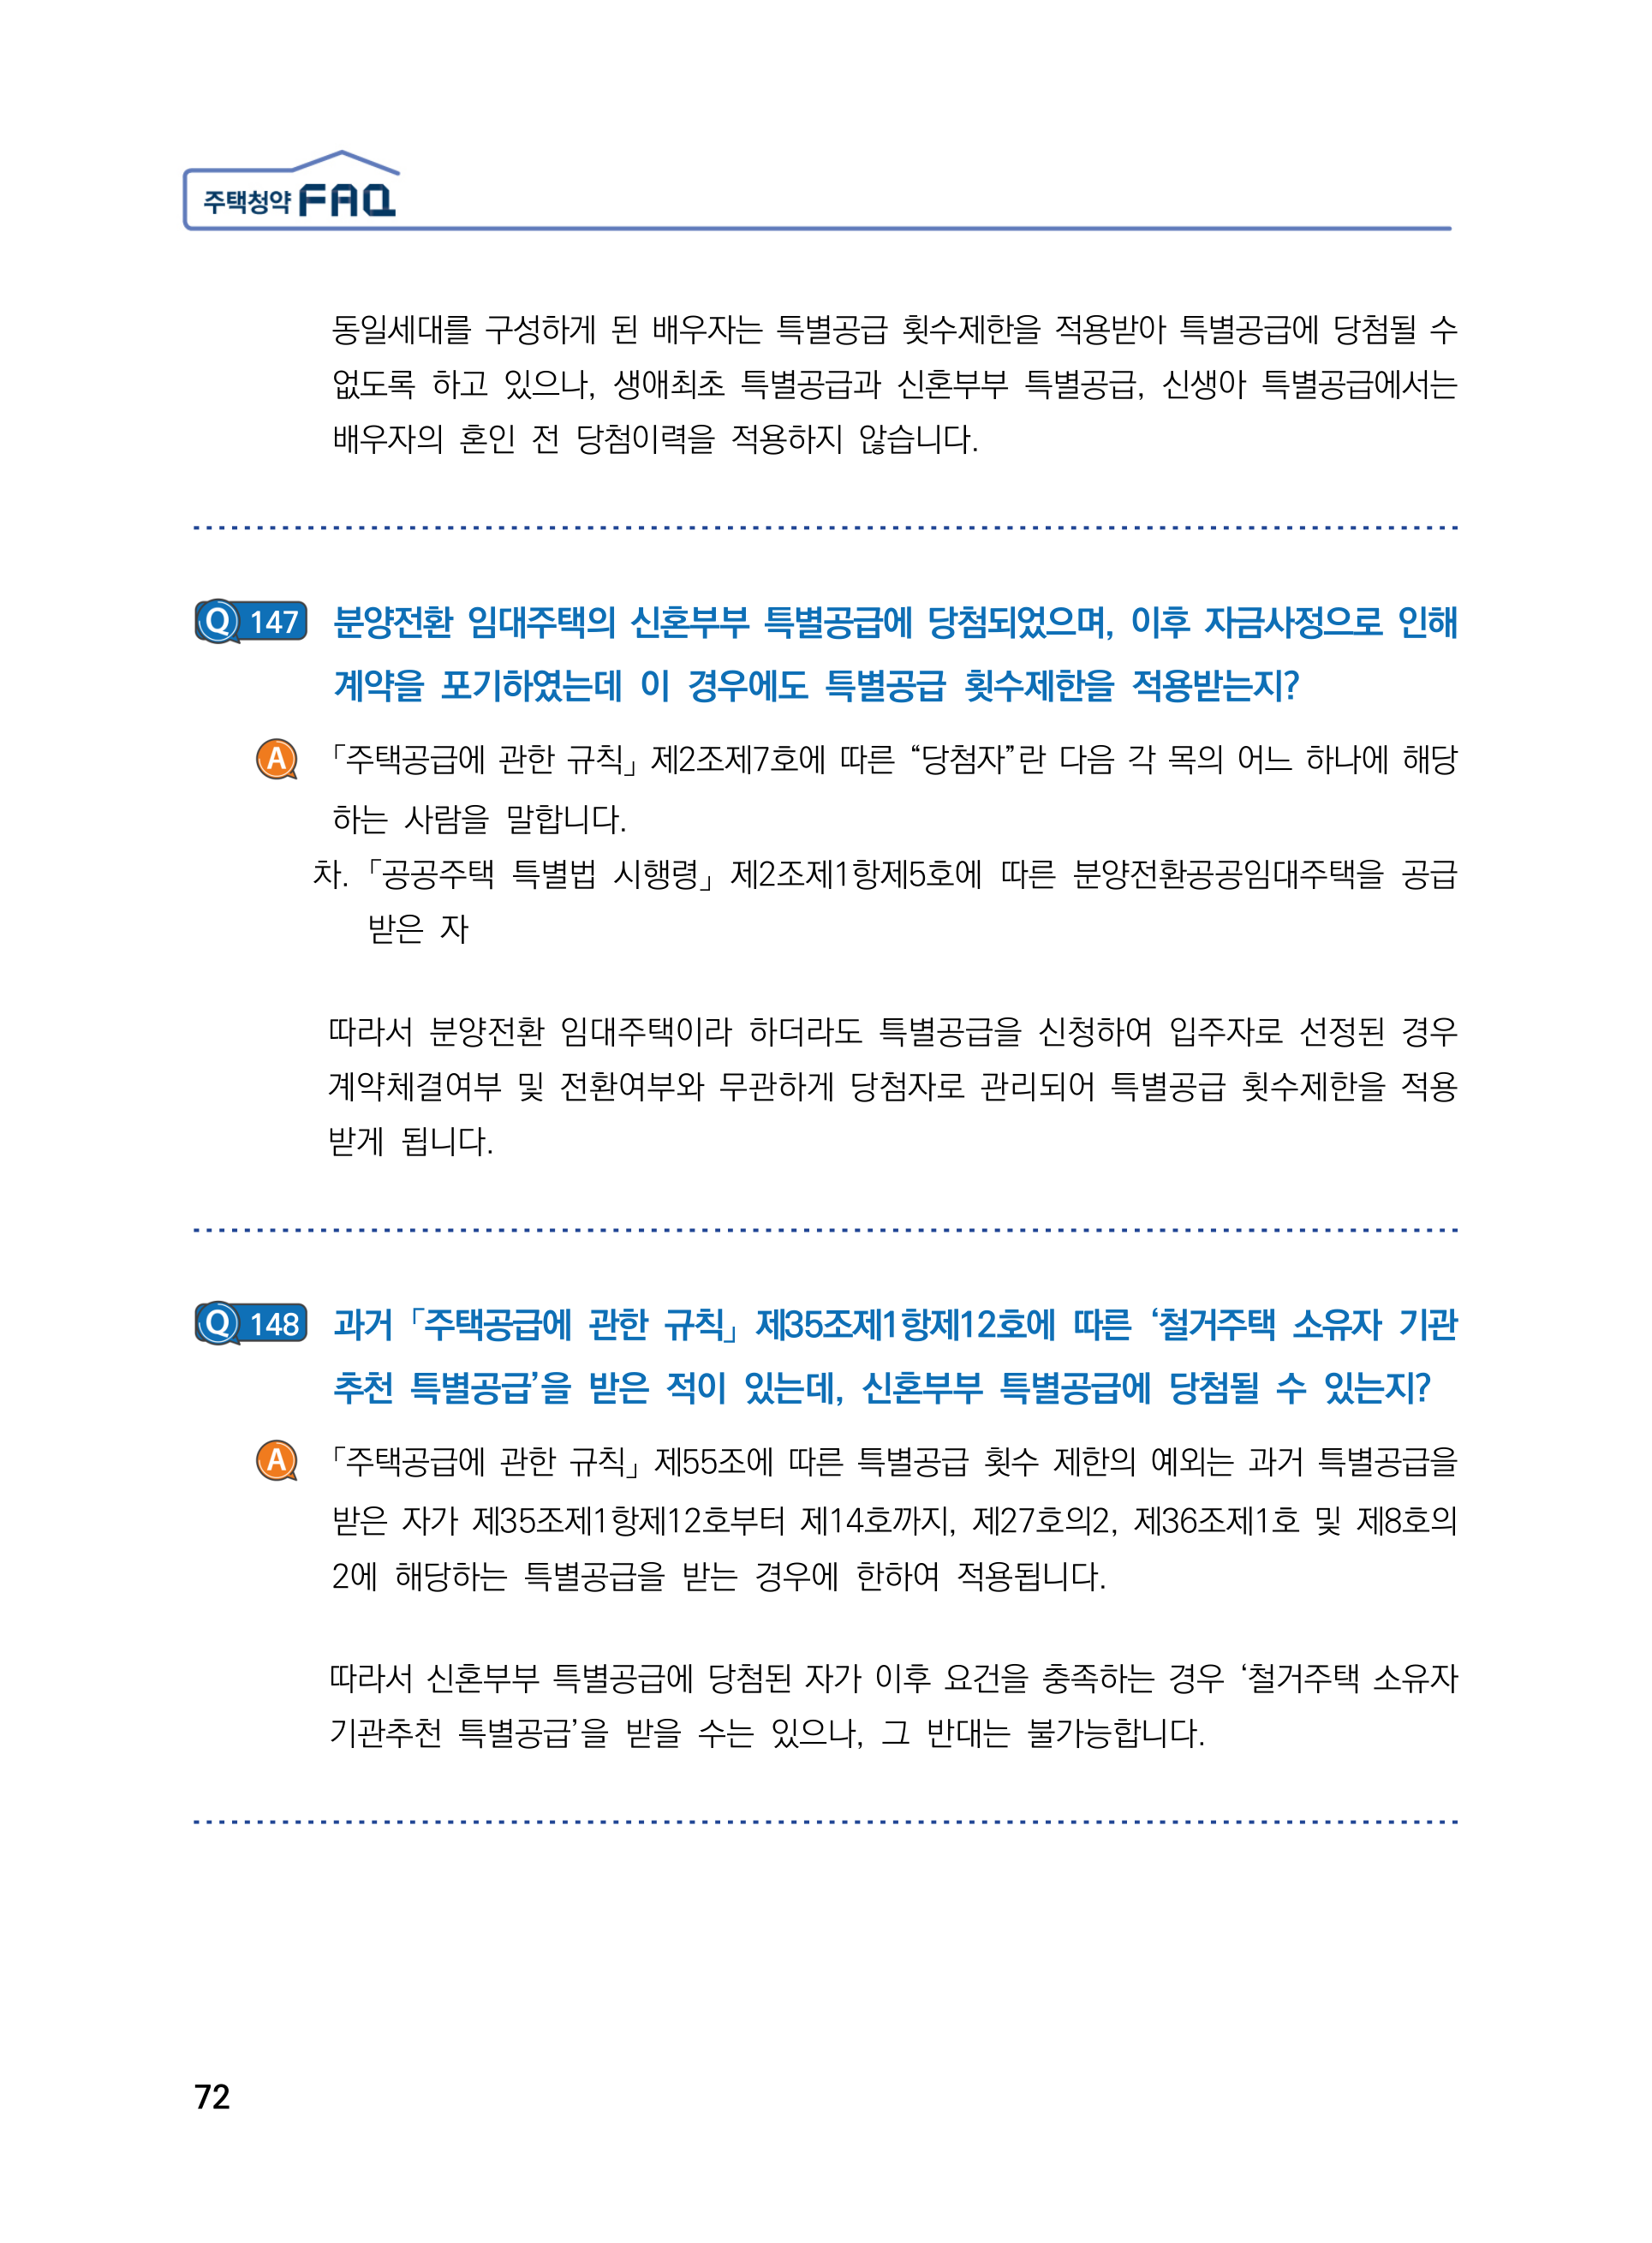 주택청약 FAQ
동일세대를 구성하게 된 배우자는 특별공급 횟수제한을 적용받아 특별공급에 당첨될 수
없도록 하고 있으나, 생애최초 특별공급과 신혼부부 특별공급, 신생아 특별공급에서는
배우자의 혼인 전 당첨이력을 적용하지 않습니다.
Q 147 분양전환 임대주택의 신혼부부 특별공급에 당첨되었으며, 이후 자금사정으로 인해
계약을 포기하였는데 이 경우에도 특별공급 횟수제한을 적용받는지?
A 「주택공급에 관한 규칙」 제2조제7호에 따른 “당첨자”란 다음 각 목의 어느 하나에 해당
하는 사람을 말합니다.
차. 「공공주택 특별법 시행령」 제2조제1항제5호에 따른 분양전환공공임대주택을 공급
받은 자
따라서 분양전환 임대주택이라 하더라도 특별공급을 신청하여 입주자로 선정된 경우
계약체결여부 및 전환여부와 무관하게 당첨자로 관리되어 특별공급 횟수제한을 적용
받게 됩니다.
Q 148 과거 「주택공급에 관한 규칙」 제35조제1항제12호에 따른 ‘철거주택 소유자 기관
추천 특별공급’을 받은 적이 있는데, 신혼부부 특별공급에 당첨될 수 있는지?
A 「주택공급에 관한 규칙」 제55조에 따른 특별공급 횟수 제한의 예외는 과거 특별공급을
받은 자가 제35조제1항제12호부터 제14호까지, 제27호의2, 제36조제1호 및 제8호의
2에 해당하는 특별공급을 받는 경우에 한하여 적용됩니다.
따라서 신혼부부 특별공급에 당첨된 자가 이후 요건을 충족하는 경우 ‘철거주택 소유자
기관추천 특별공급’을 받을 수는 있으나, 그 반대는 불가능합니다.
72